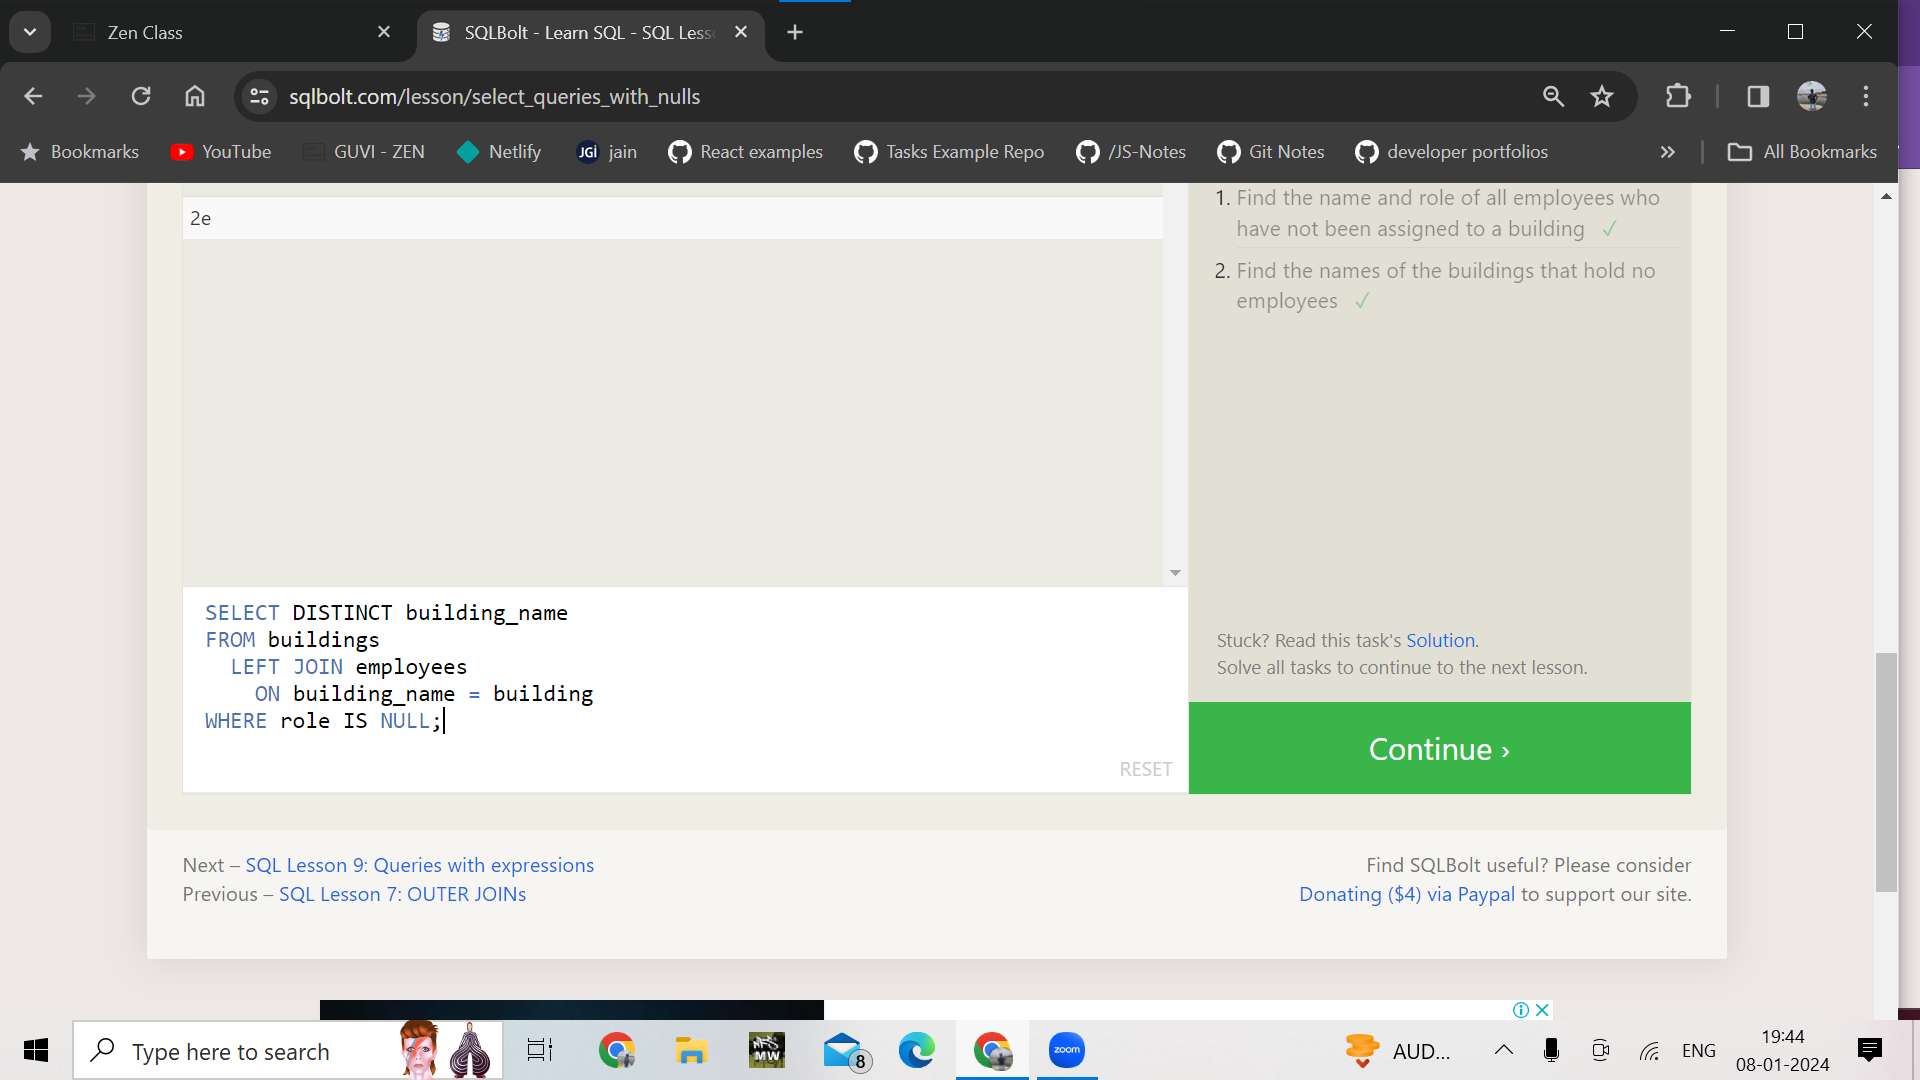 Zen Class
SQLBolt - Learn SQL - SQL Less
sqlbolt.com/lesson/select_queries_with_nulls
Bookmarks YouTube GUVI - ZEN Netlify JGi jain React examples Tasks Example Repo /JS-Notes Git Notes developer portfolios » All Bookmarks
2e
1. Find the name and role of all employees who
have not been assigned to a building ✓
2. Find the names of the buildings that hold no
employees ✓
SELECT DISTINCT building_name
FROM buildings
LEFT JOIN employees
ON building_name = building
WHERE role IS NULL;
RESET
Stuck? Read this task's Solution.
Solve all tasks to continue to the next lesson.
Continue ›
Next – SQL Lesson 9: Queries with expressions
Previous – SQL Lesson 7: OUTER JOINs
Find SQLBolt useful? Please consider
Donating ($4) via Paypal to support our site.
Type here to search
NFS
MW
8
zoom
AUD...
ENG
19:44
08-01-2024